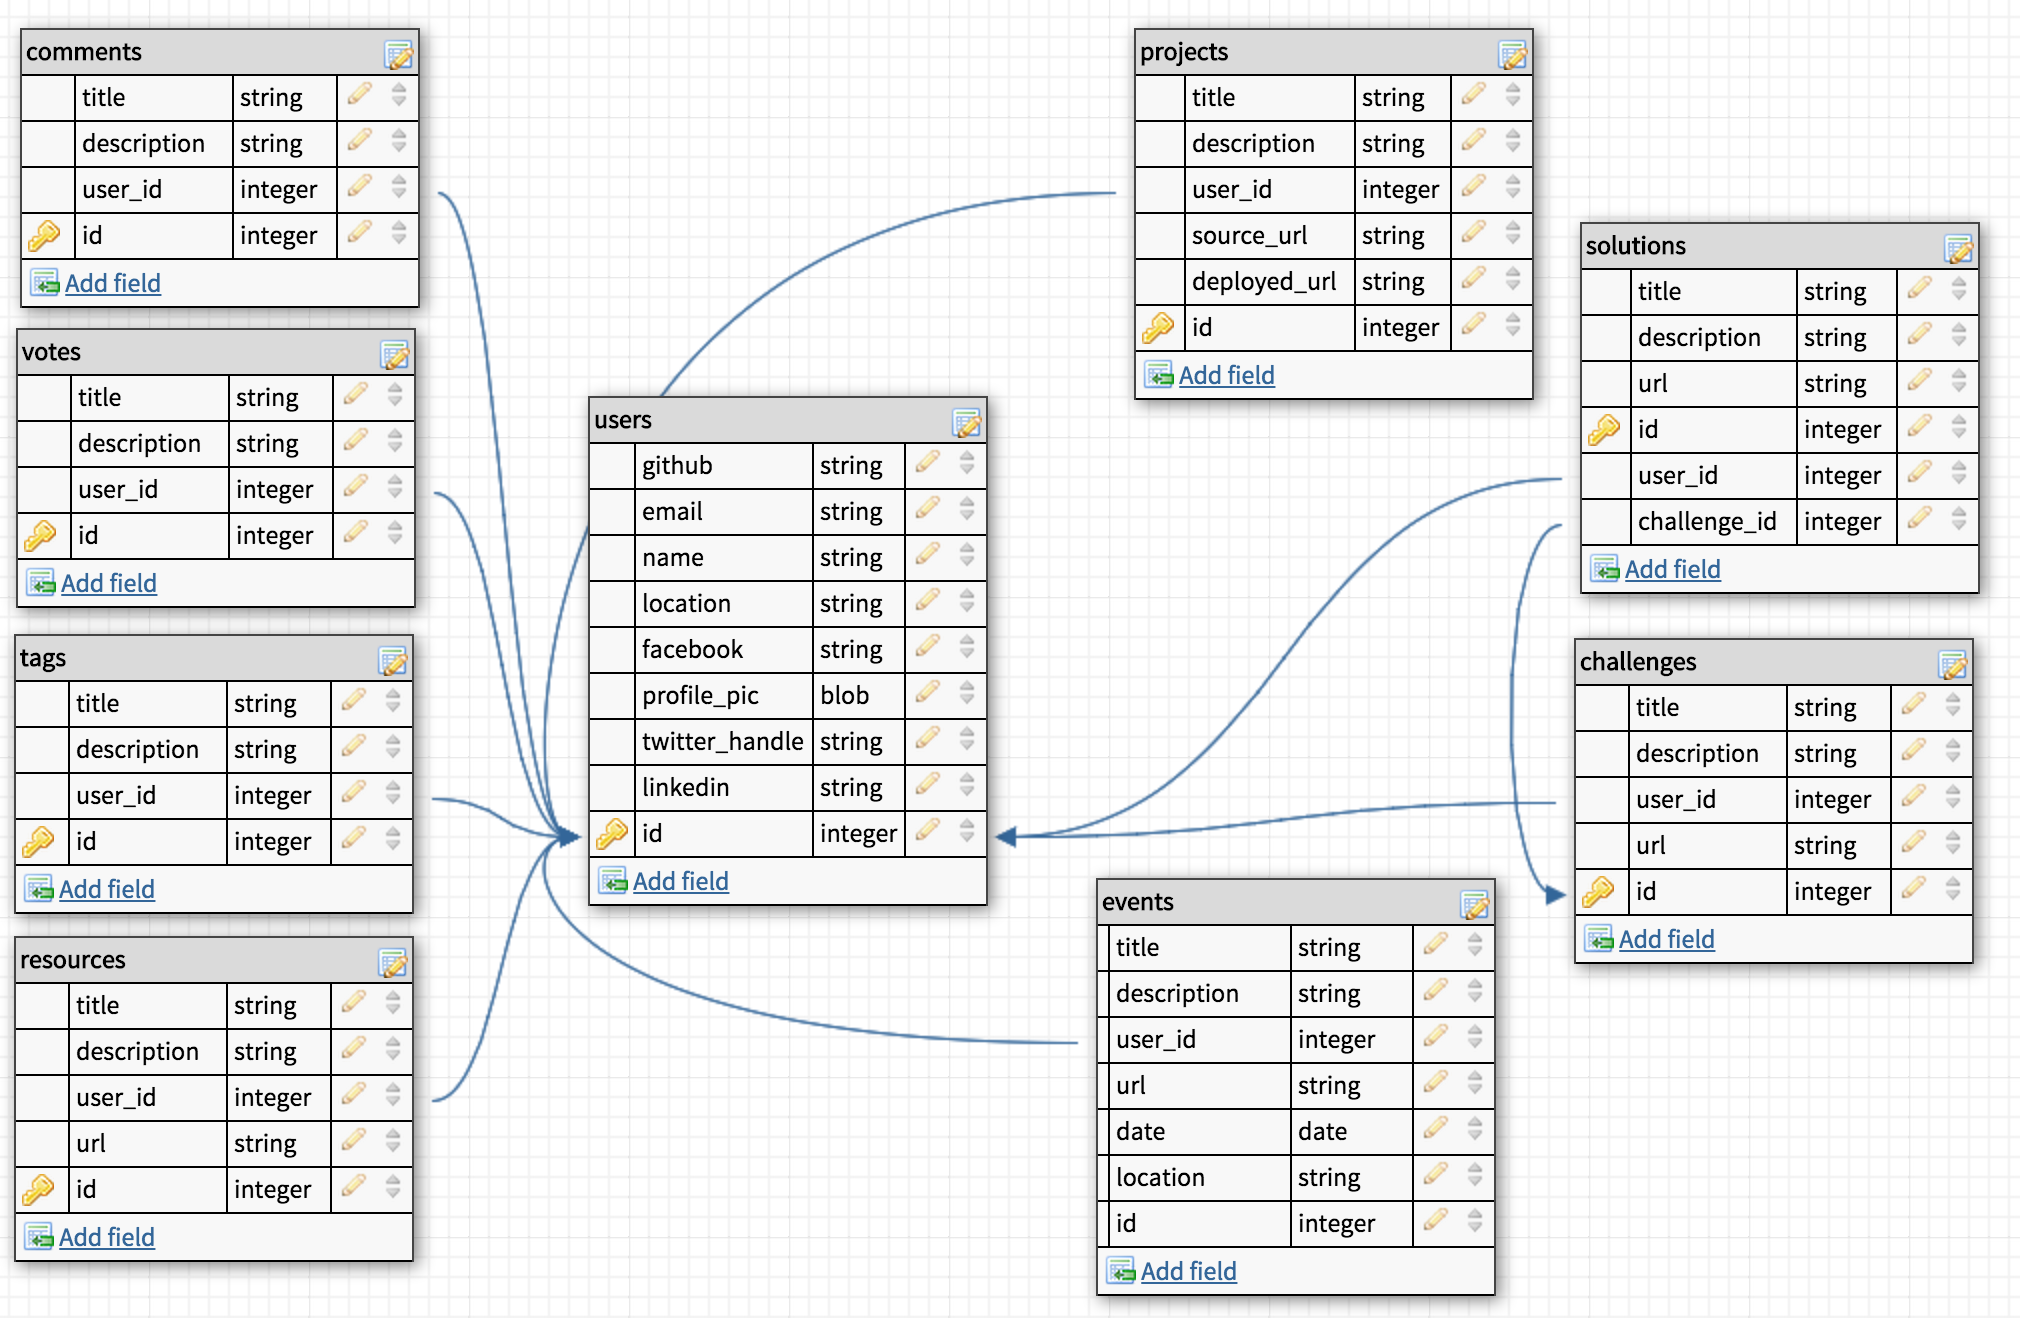 comments
title string
description string
user_id integer
id integer
Add field
votes
title string
description string
user_id integer
id integer
Add field
tags
title string
description string
user_id integer
id integer
Add field
resources
title string
description string
user_id integer
url string
id integer
Add field
users
github string
email string
name string
location string
facebook string
profile_pic blob
twitter_handle string
linkedin string
id integer
Add field
projects
title string
description string
user_id integer
source_url string
deployed_url string
id integer
Add field
solutions
title string
description string
url string
id integer
user_id integer
challenge_id integer
Add field
challenges
title string
description string
user_id integer
url string
id integer
Add field
events
title string
description string
user_id integer
url string
date date
location string
id integer
Add field